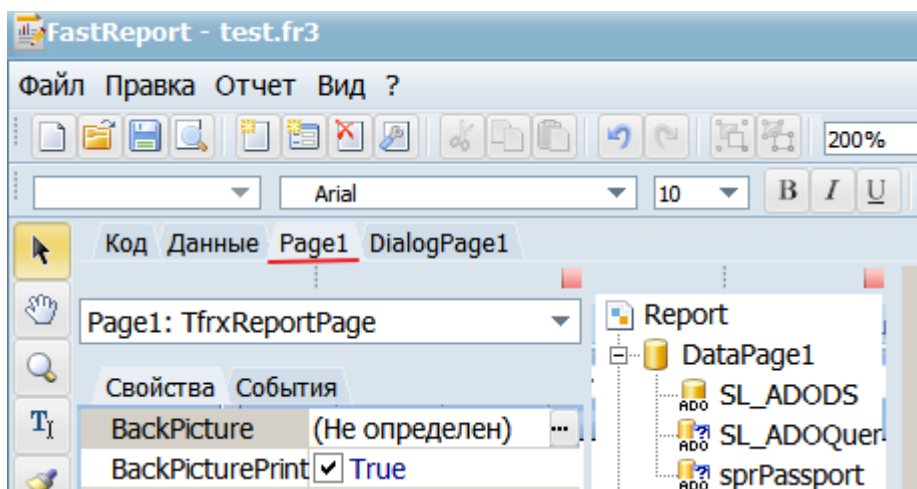 FastReport - test.fr3
Файл Правка Отчет Вид ?
200%
Arial 10 B I U
Код Данные Page1 DialogPage1
Page1: TfrxReportPage
Свойства События
BackPicture (Не определен) ...
BackPicturePrint True
Report
DataPage1
ADO SL_ADODS
ADO SL_ADOQuer
ADO sprPassport